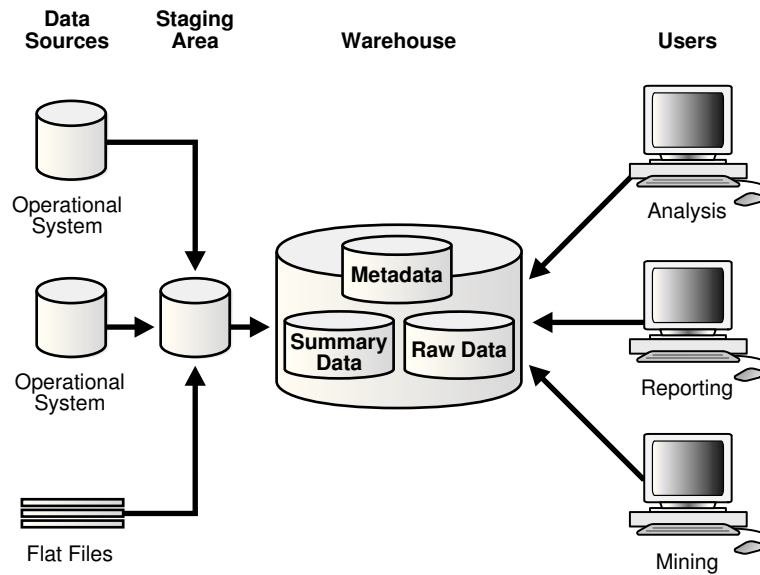 Data
Sources
Staging
Area
Warehouse
Users
Operational
System
Operational
System
Flat Files
Metadata
Summary
Data
Raw Data
Analysis
Reporting
Mining